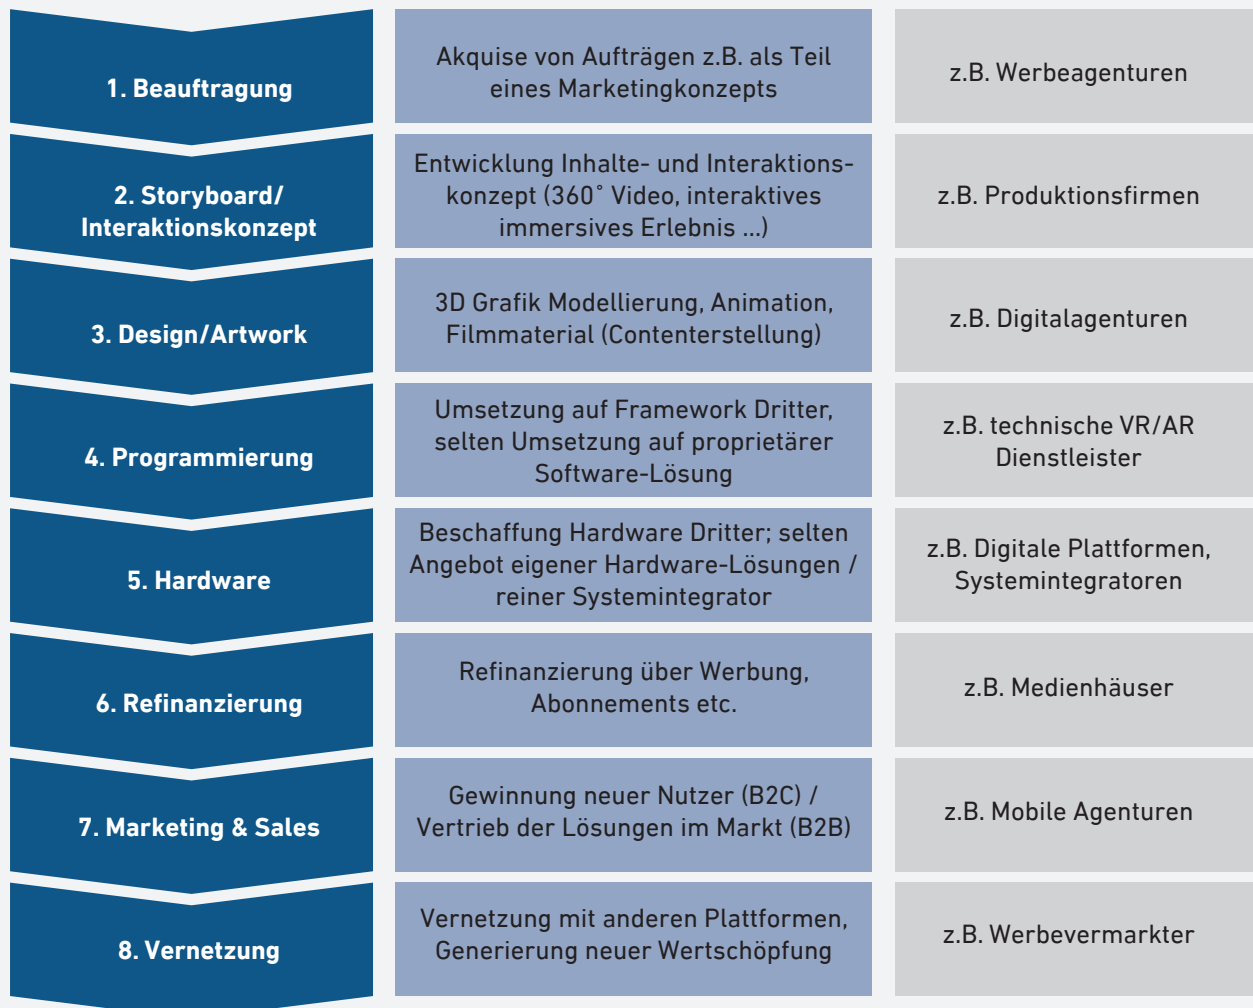 1. Beauftragung
Akquise von Aufträgen z.B. als Teil
eines Marketingkonzepts
z.B. Werbeagenturen
2. Storyboard/
Interaktionskonzept
Entwicklung Inhalte- und Interaktions-
konzept (360° Video, interaktives
immersives Erlebnis ...)
z.B. Produktionsfirmen
3. Design/Artwork
3D Grafik Modellierung, Animation,
Filmmaterial (Contenterstellung)
z.B. Digitalagenturen
4. Programmierung
Umsetzung auf Framework Dritter,
selten Umsetzung auf proprietärer
Software-Lösung
z.B. technische VR/AR
Dienstleister
5. Hardware
Beschaffung Hardware Dritter; selten
Angebot eigener Hardware-Lösungen /
reiner Systemintegrator
z.B. Digitale Plattformen,
Systemintegratoren
6. Refinanzierung
Refinanzierung über Werbung,
Abonnements etc.
z.B. Medienhäuser
7. Marketing & Sales
Gewinnung neuer Nutzer (B2C) /
Vertrieb der Lösungen im Markt (B2B)
z.B. Mobile Agenturen
8. Vernetzung
Vernetzung mit anderen Plattformen,
Generierung neuer Wertschöpfung
z.B. Werbevermarkter